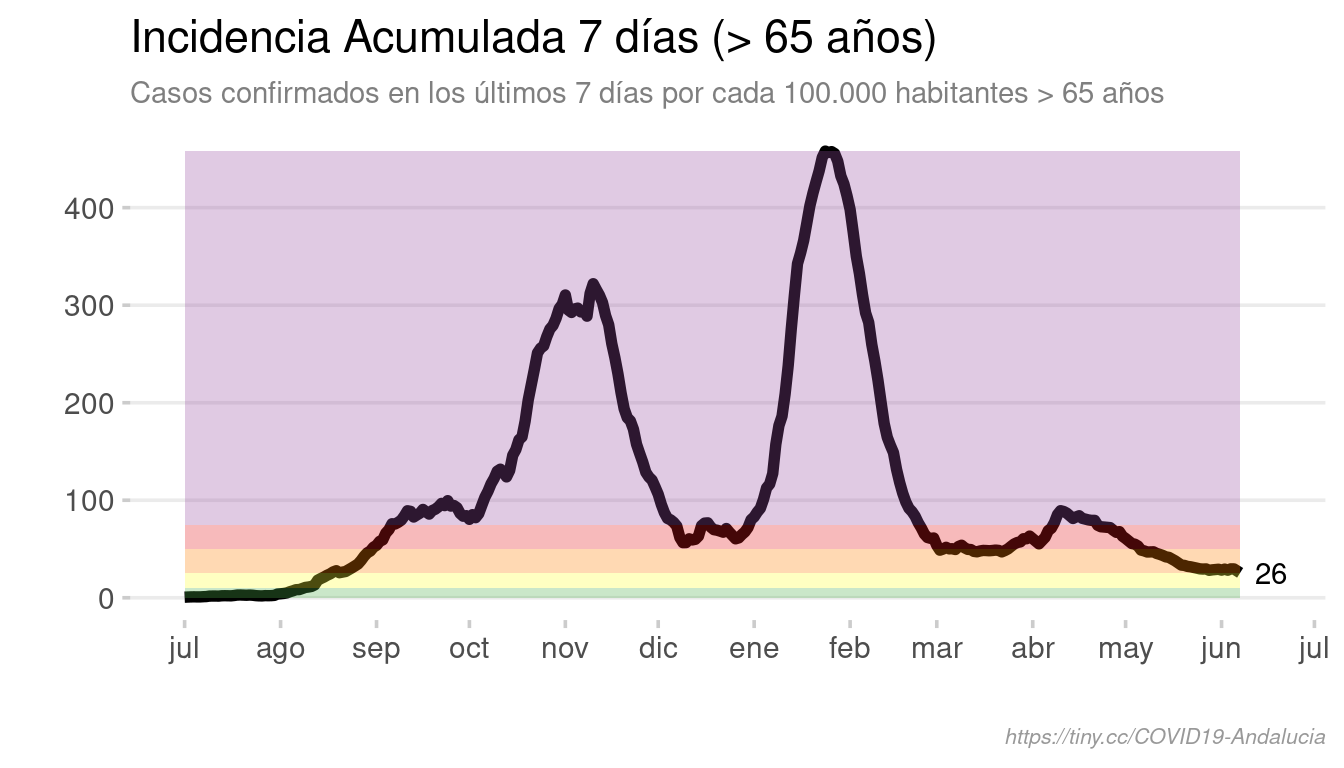 Incidencia Acumulada 7 días (> 65 años)
Casos confirmados en los últimos 7 días por cada 100.000 habitantes > 65 años
400
300
200
100
0
26
jul ago sep oct nov dic ene feb mar abr may jun jul
https://tiny.cc/COVID19-Andalucia